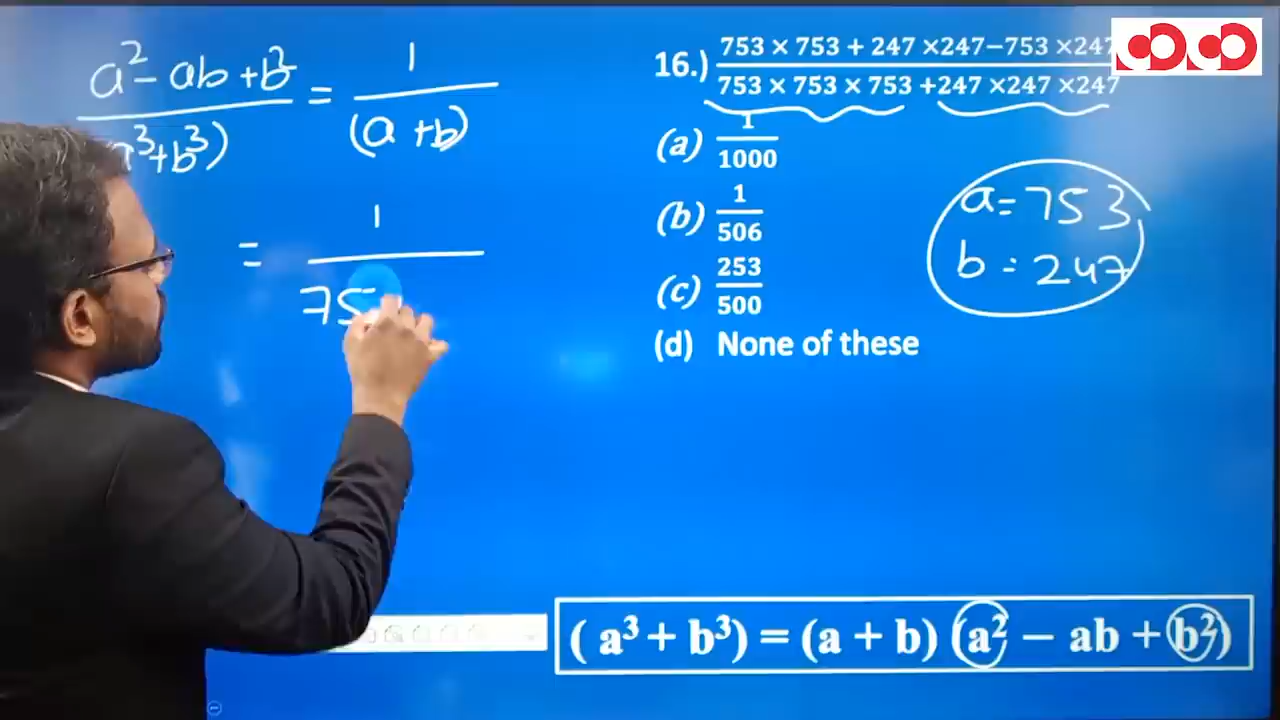 a² - ab + b² / (a³+b³) = 1 / (a + b)
= 1 / 75
16.) 753 × 753 + 247 ×247−753 ×247 / 753 × 753 × 753 +247 ×247 ×247
(a) 1/1000
(b) 1/506
(c) 253/500
(d) None of these
a = 753
b = 247
( a³ + b³) = (a + b) (a² − ab + b²)